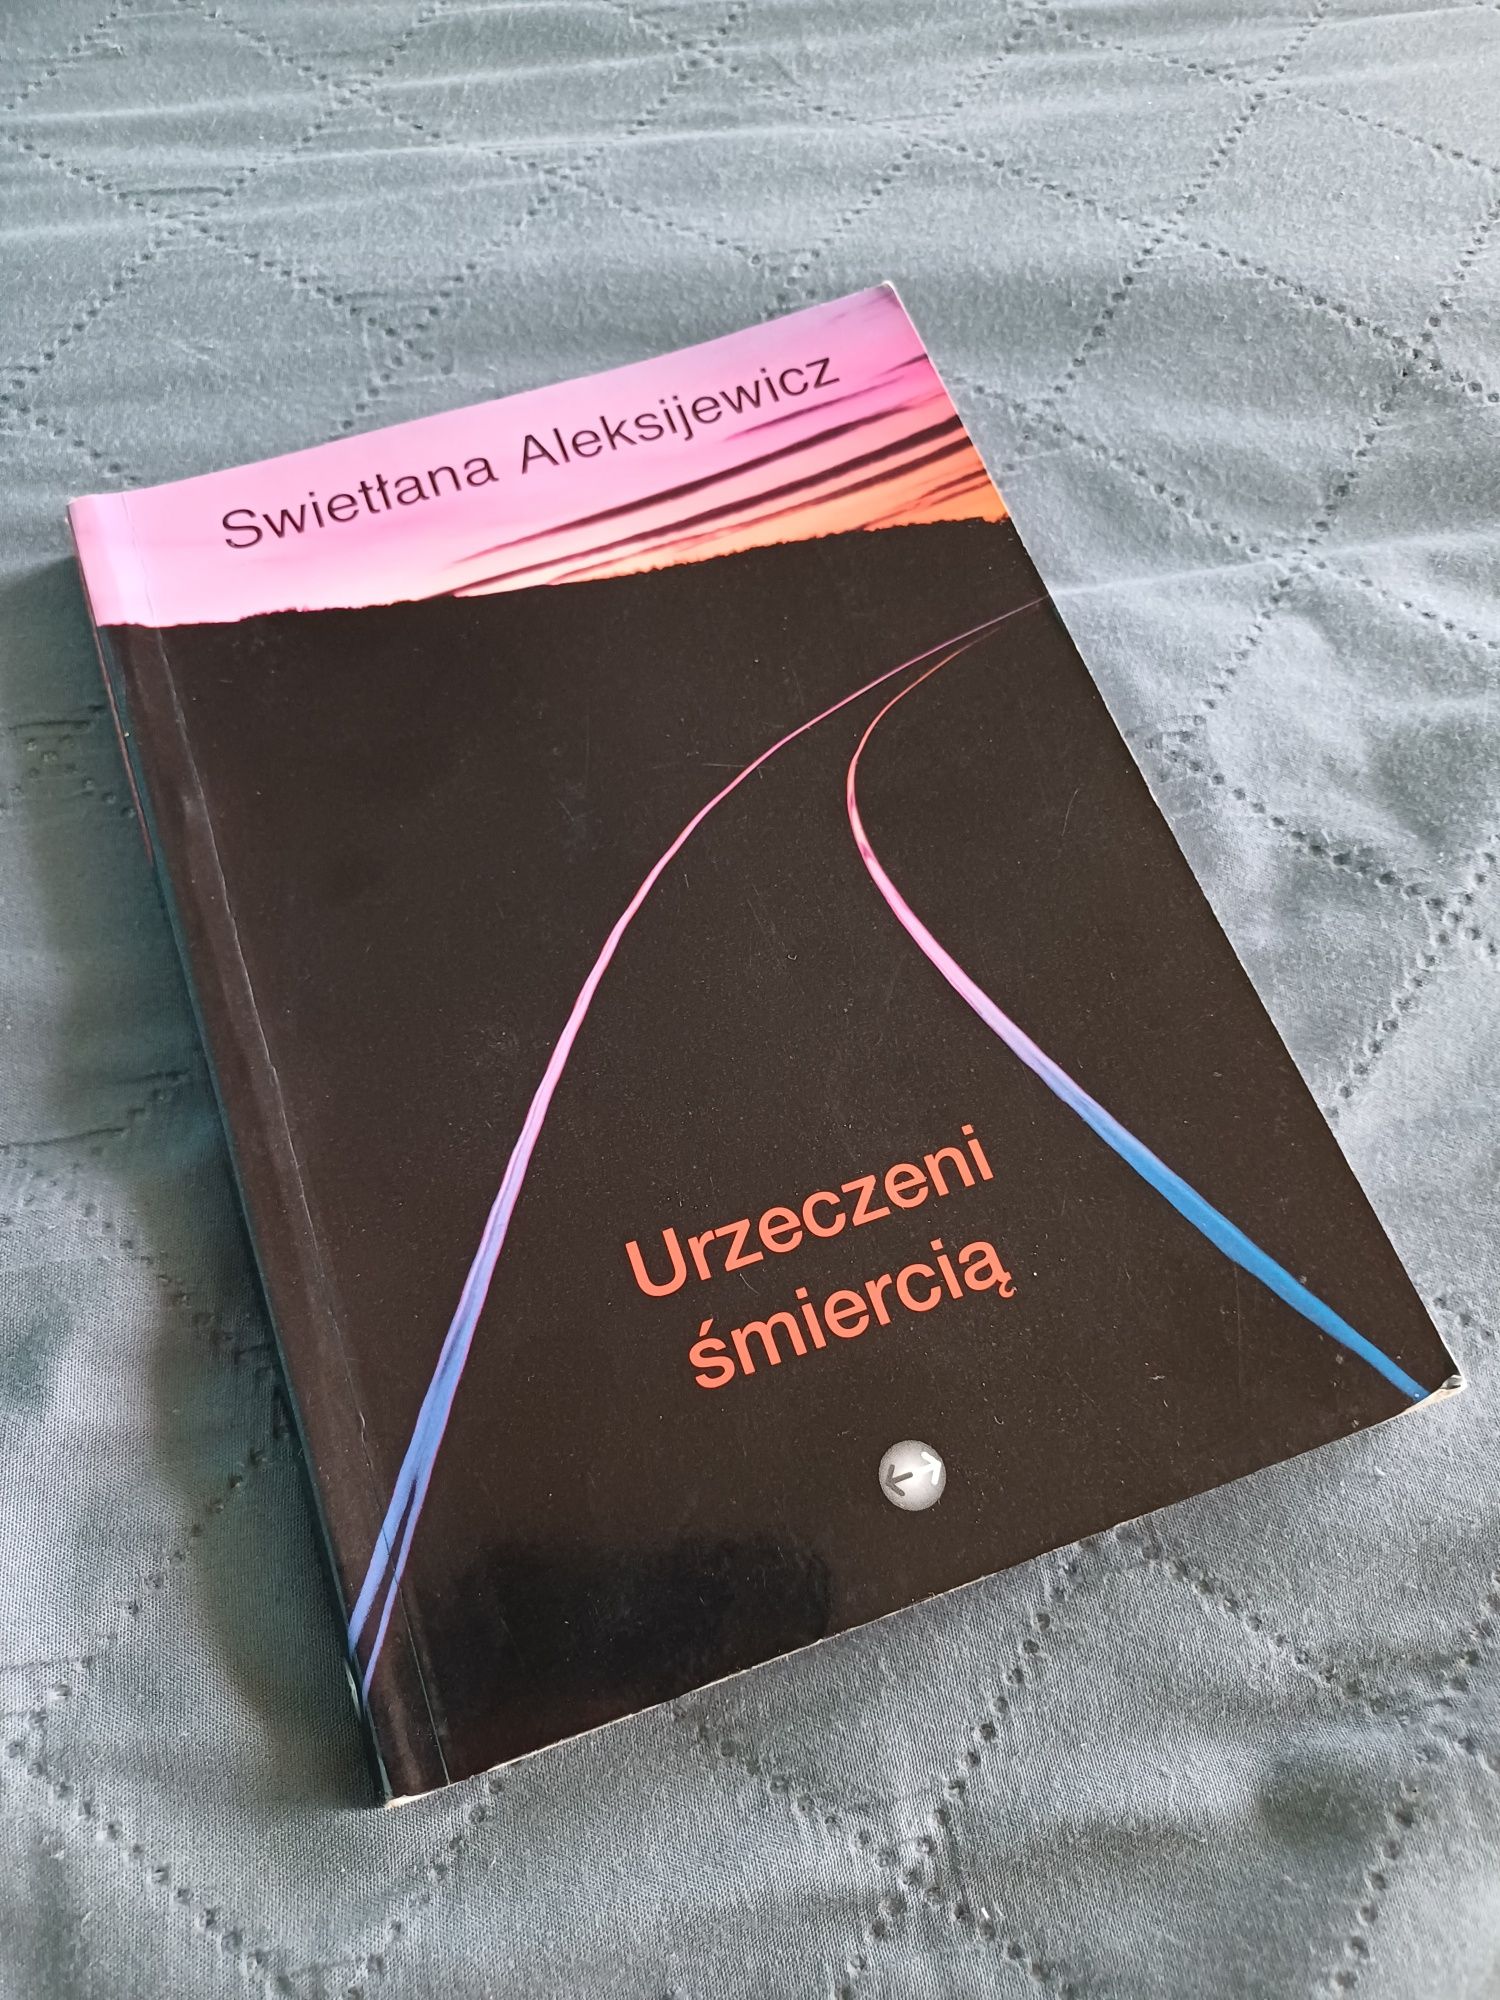 Swietłana Aleksijewicz
Urzeczeni
śmiercią